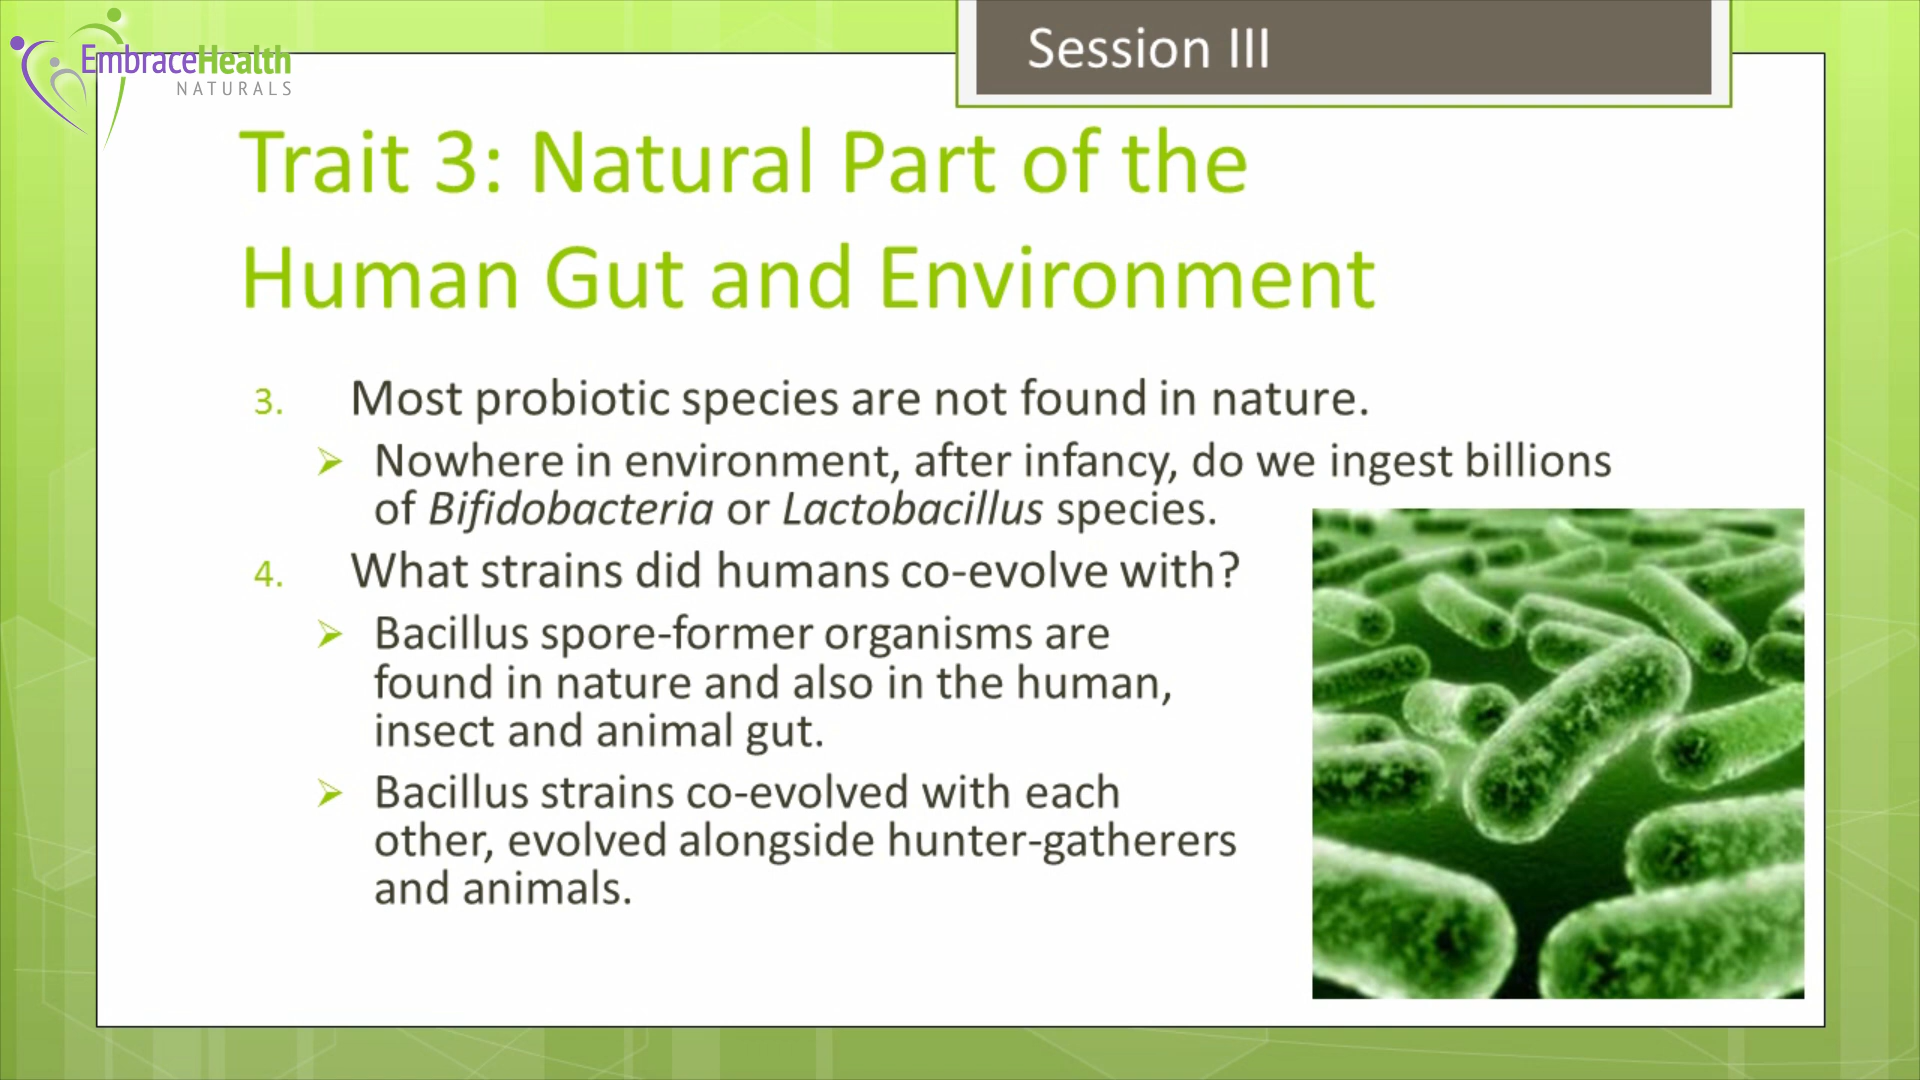 EmbraceHealth
NATURALS
Session III
Trait 3: Natural Part of the
Human Gut and Environment
3. Most probiotic species are not found in nature.
➢ Nowhere in environment, after infancy, do we ingest billions
of Bifidobacteria or Lactobacillus species.
4. What strains did humans co-evolve with?
➢ Bacillus spore-former organisms are
found in nature and also in the human,
insect and animal gut.
➢ Bacillus strains co-evolved with each
other, evolved alongside hunter-gatherers
and animals.